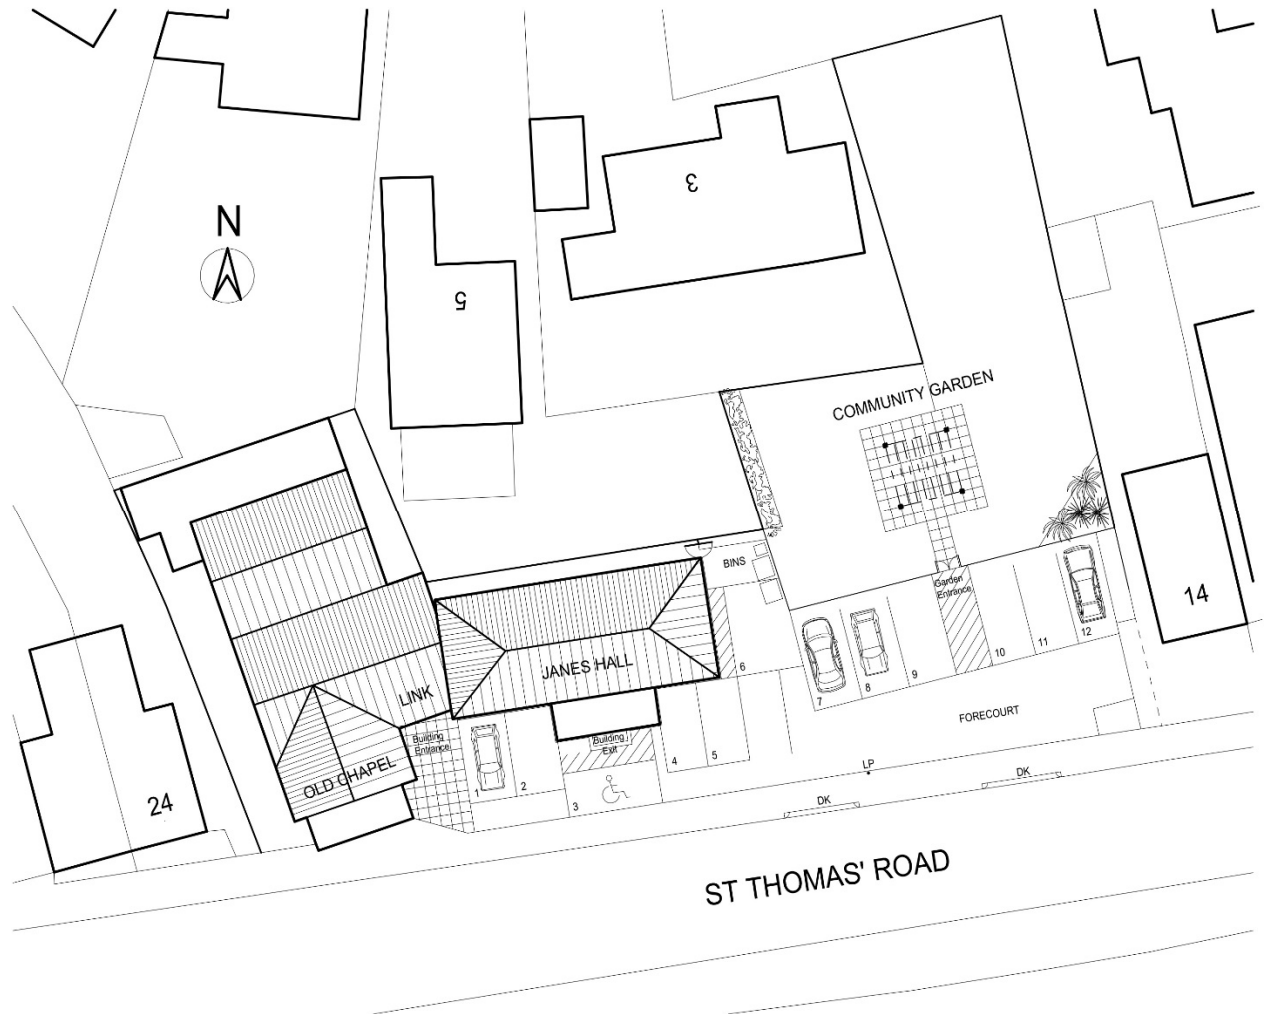 N
3
5
COMMUNITY GARDEN
BINS
Garden
Entrance
14
JANES HALL
LINK
OLD CHAPEL
Building
Entrance
Building
Exit
24
1
2
3
4
5
6
7
8
9
10
11
12
FORECOURT
LP
DK
DK
ST THOMAS' ROAD